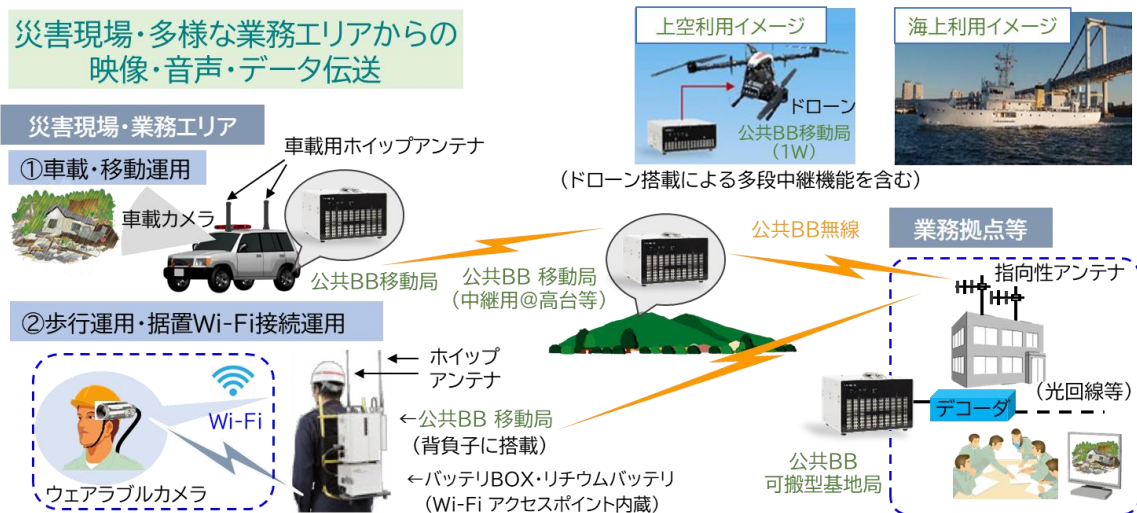 災害現場・多様な業務エリアからの
映像・音声・データ伝送
上空利用イメージ
ドローン
公共BB移動局
(1W)
海上利用イメージ
(ドローン搭載による多段中継機能を含む)
災害現場・業務エリア
①車載・移動運用
車載カメラ
車載用ホイップアンテナ
公共BB移動局
公共BB 移動局
(中継用@高台等)
公共BB無線
業務拠点等
指向性アンテナ
②歩行運用・据置Wi-Fi接続運用
Wi-Fi
ウェアラブルカメラ
ホイップ
アンテナ
←公共BB 移動局
(背負子に搭載)
←バッテリBOX・リチウムバッテリ
(Wi-Fi アクセスポイント内蔵)
デコーダ
(光回線等)
公共BB
可搬型基地局